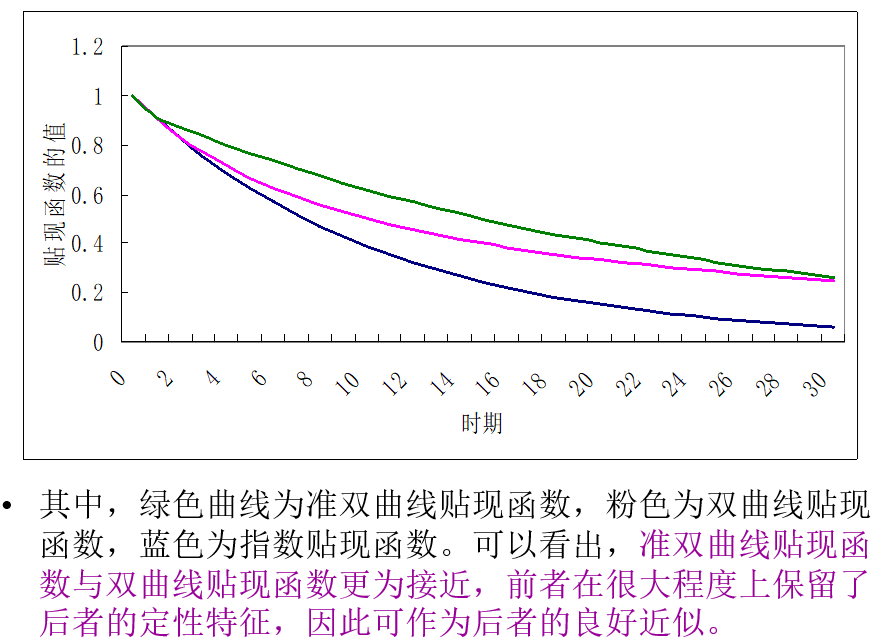 1.2
1
0.8
0.6
0.4
0.2
0
贴现函数的值
0 2 4 6 8 10 12 14 16 18 20 22 24 26 28 30
时期
• 其中，绿色曲线为准双曲线贴现函数，粉色为双曲线贴现
函数，蓝色为指数贴现函数。可以看出，准双曲线贴现函
数与双曲线贴现函数更为接近，前者在很大程度上保留了
后者的定性特征，因此可作为后者的良好近似。